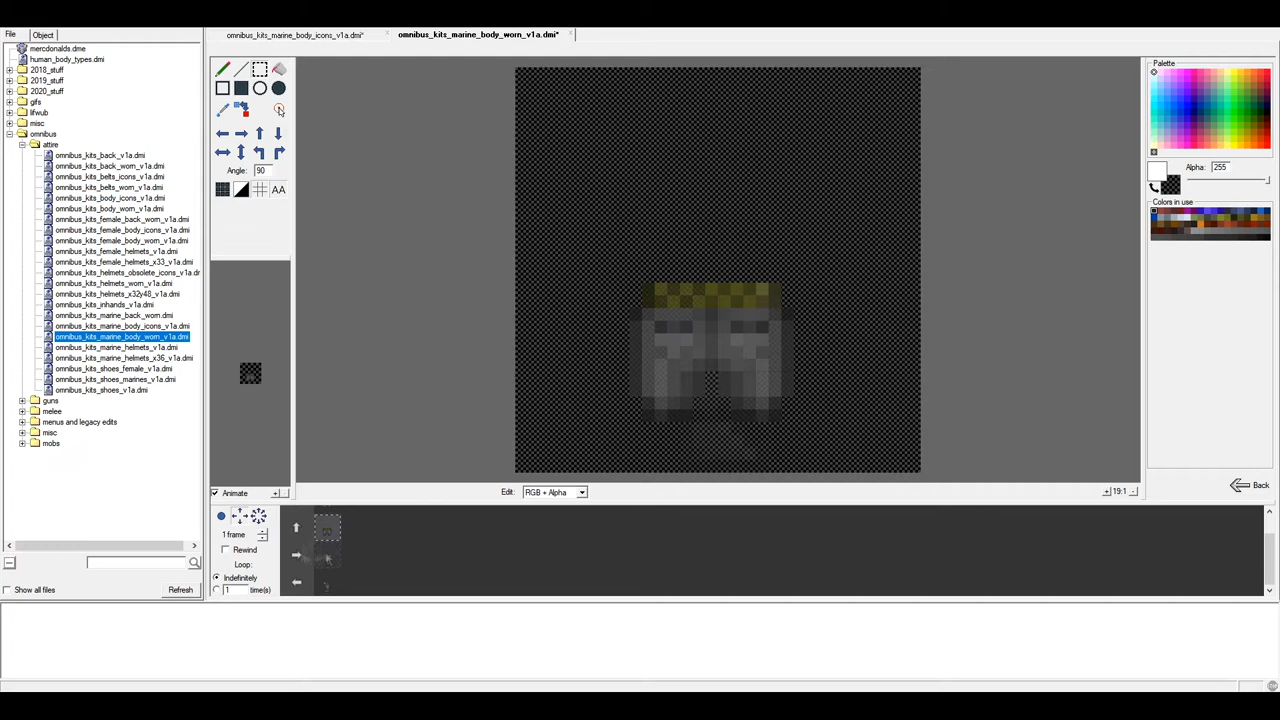 File
Object
omnibus_kits_marine_body_icons_v1a.dmi*
omnibus_kits_marine_body_worn_v1a.dmi*
mercdonalds.dme
human_body_types.dmi
2018_stuff
2019_stuff
2020_stuff
gifs
lifwub
misc
omnibus
attire
omnibus_kits_back_v1a.dmi
omnibus_kits_back_worn_v1a.dmi
omnibus_kits_belts_icons_v1a.dmi
omnibus_kits_belts_worn_v1a.dmi
omnibus_kits_body_icons_v1a.dmi
omnibus_kits_body_worn_v1a.dmi
omnibus_kits_female_back_worn_v1a.dmi
omnibus_kits_female_body_icons_v1a.dmi
omnibus_kits_female_body_worn_v1a.dmi
omnibus_kits_female_helmets_v1a.dmi
omnibus_kits_female_helmets_x33_v1a.dmi
omnibus_kits_helmets_obsolete_icons_v1a.dmi
omnibus_kits_helmets_worn_v1a.dmi
omnibus_kits_helmets_x32y48_v1a.dmi
omnibus_kits_inhands_v1a.dmi
omnibus_kits_marine_back_worn.dmi
omnibus_kits_marine_body_icons_v1a.dmi
omnibus_kits_marine_body_worn_v1a.dmi
omnibus_kits_marine_helmets_v1a.dmi
omnibus_kits_marine_helmets_x36_v1a.dmi
omnibus_kits_shoes_female_v1a.dmi
omnibus_kits_shoes_marines_v1a.dmi
omnibus_kits_shoes_v1a.dmi
guns
melee
menus and legacy edits
misc
mobs
Show all files
Refresh
Angle: 90
AA
Animate
Edit: RGB + Alpha
19:1
1 frame
Rewind
Loop:
Indefinitely
1 time(s)
Palette
Alpha: 255
Colors in use
Back